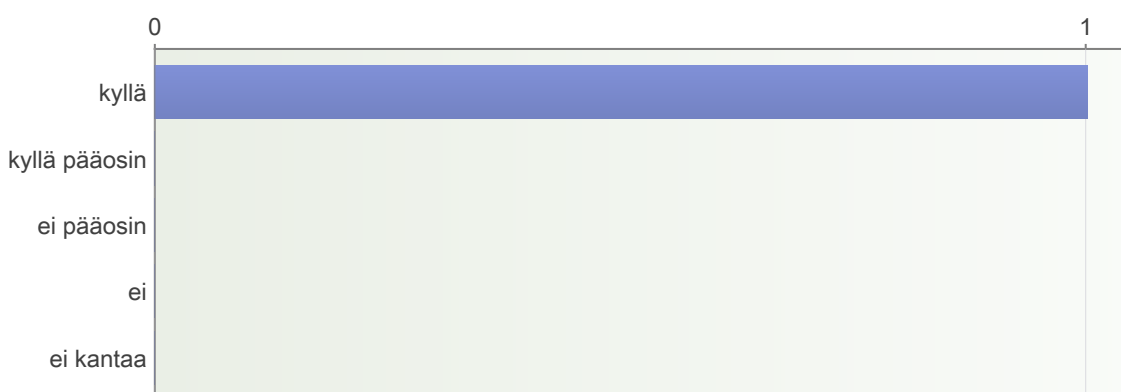 0 1
kyllä
kyllä pääosin
ei pääosin
ei
ei kantaa